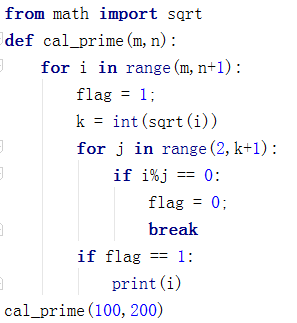 from math import sqrt
def cal_prime(m,n):
    for i in range(m,n+1):
        flag = 1;
        k = int(sqrt(i))
        for j in range(2,k+1):
            if i%j == 0:
                flag = 0;
                break
        if flag == 1:
            print(i)
cal_prime(100,200)